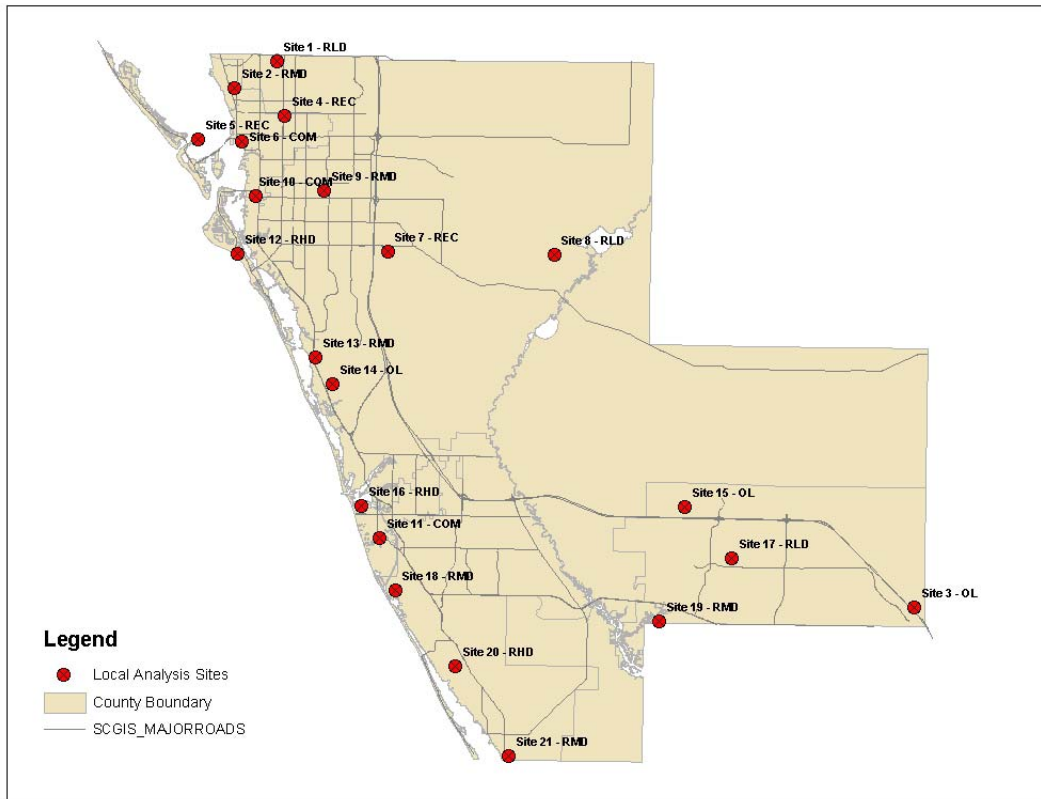 Site 1 - RLD
Site 2 - RMD
Site 4 - REC
Site 5 - REC
Site 6 - COM
Site 9 - RMD
Site 10 - COM
Site 12 - RHD
Site 7 - REC
Site 8 - RLD
Site 13 - RMD
Site 14 - OL
Site 16 - RHD
Site 15 - OL
Site 11 - COM
Site 17 - RLD
Site 18 - RMD
Site 3 - OL
Site 19 - RMD
Site 20 - RHD
Site 21 - RMD
Legend
Local Analysis Sites
County Boundary
SCGIS_MAJORROADS